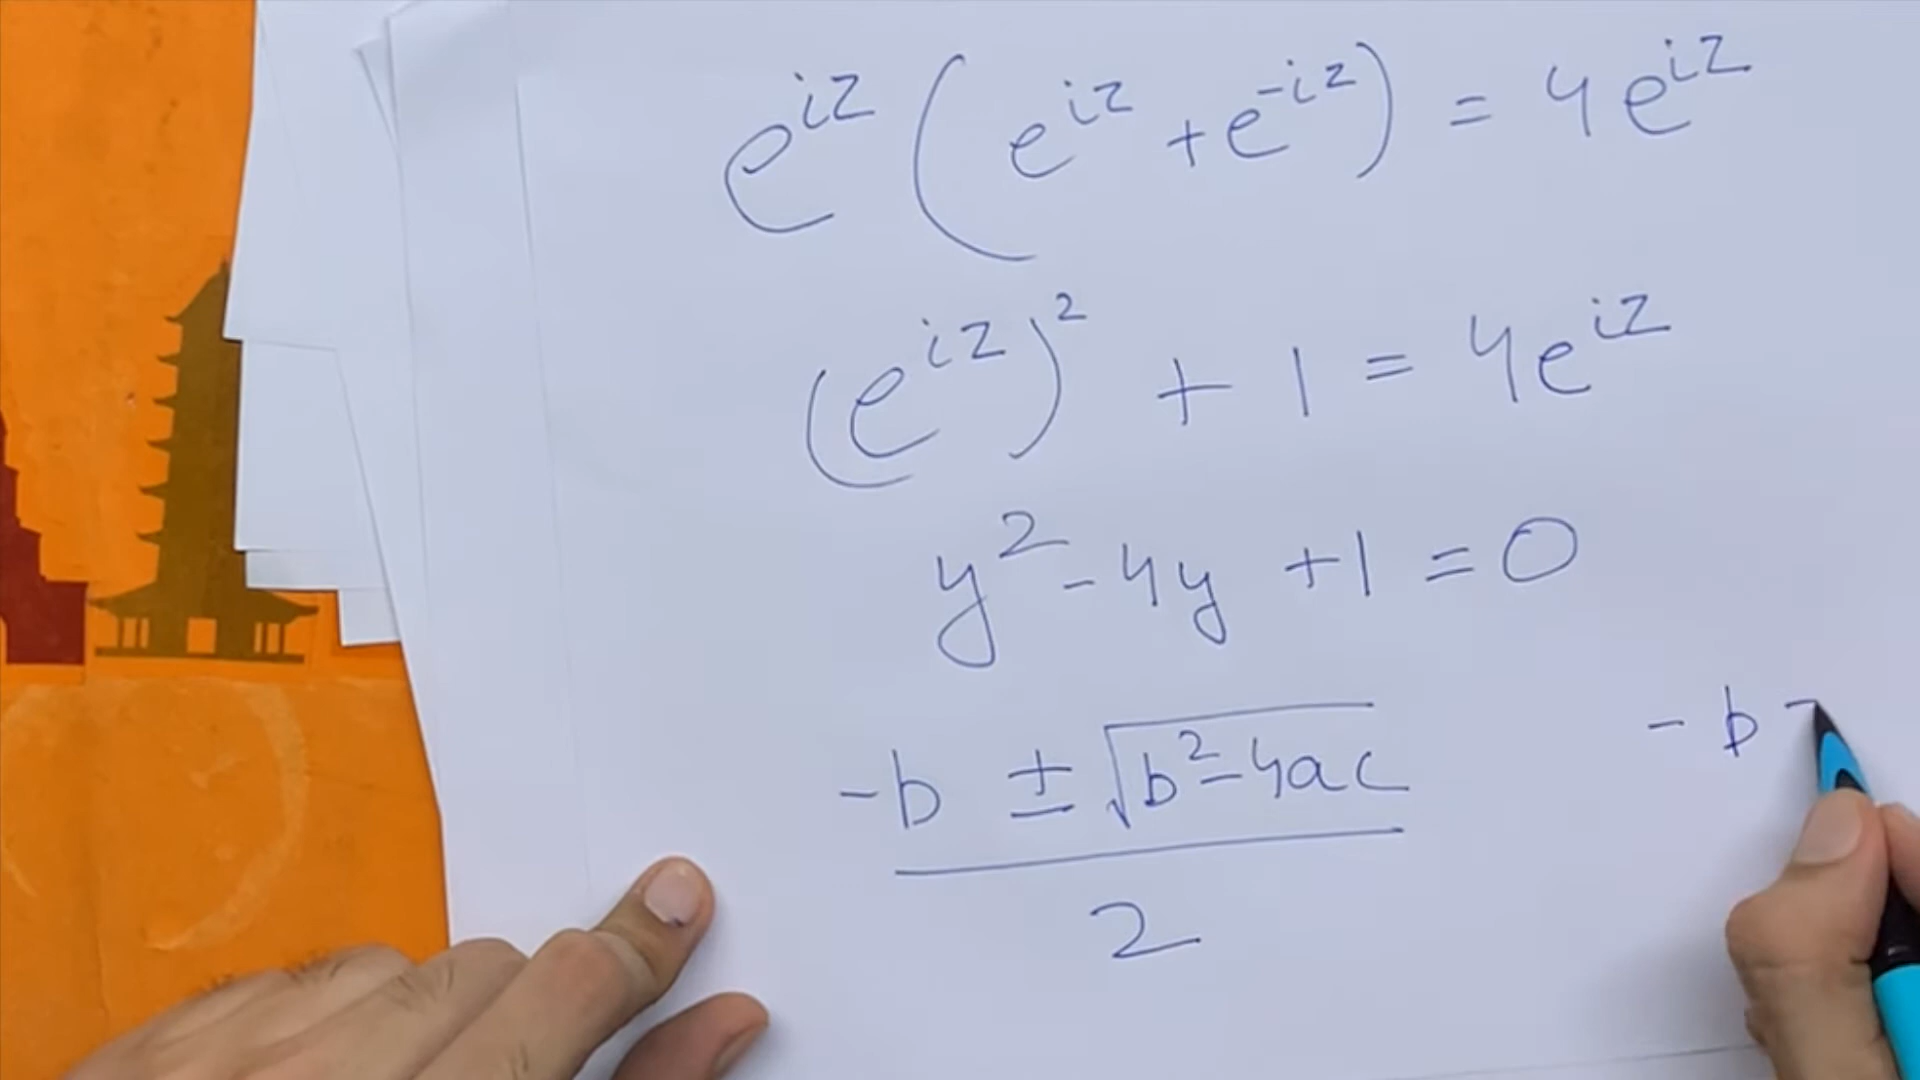 e^{iz} (e^{iz} + e^{-iz}) = 4e^{iz}
(e^{iz})^2 + 1 = 4e^{iz}
y^2 - 4y + 1 = 0
-b ± √(b^2 - 4ac)
2
- b -